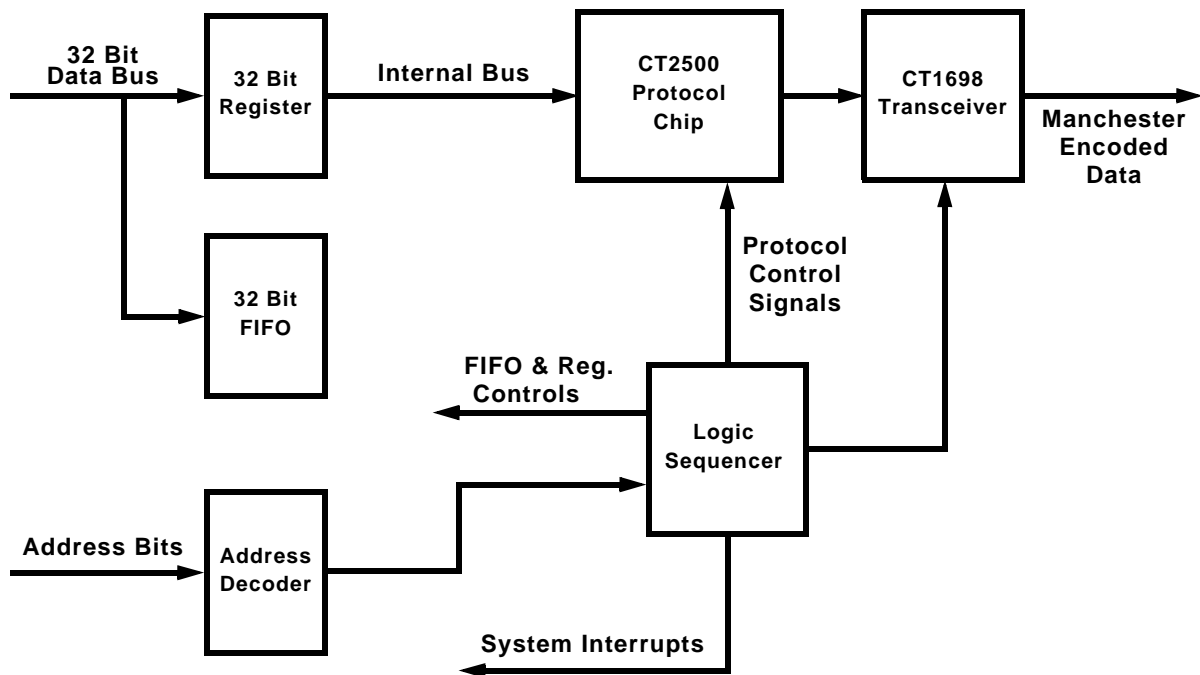 32 Bit
Data Bus
32 Bit
Register
Internal Bus
CT2500
Protocol
Chip
CT1698
Transceiver
Manchester
Encoded
Data
32 Bit
FIFO
Protocol
Control
Signals
FIFO & Reg.
Controls
Logic
Sequencer
Address Bits
Address
Decoder
System Interrupts